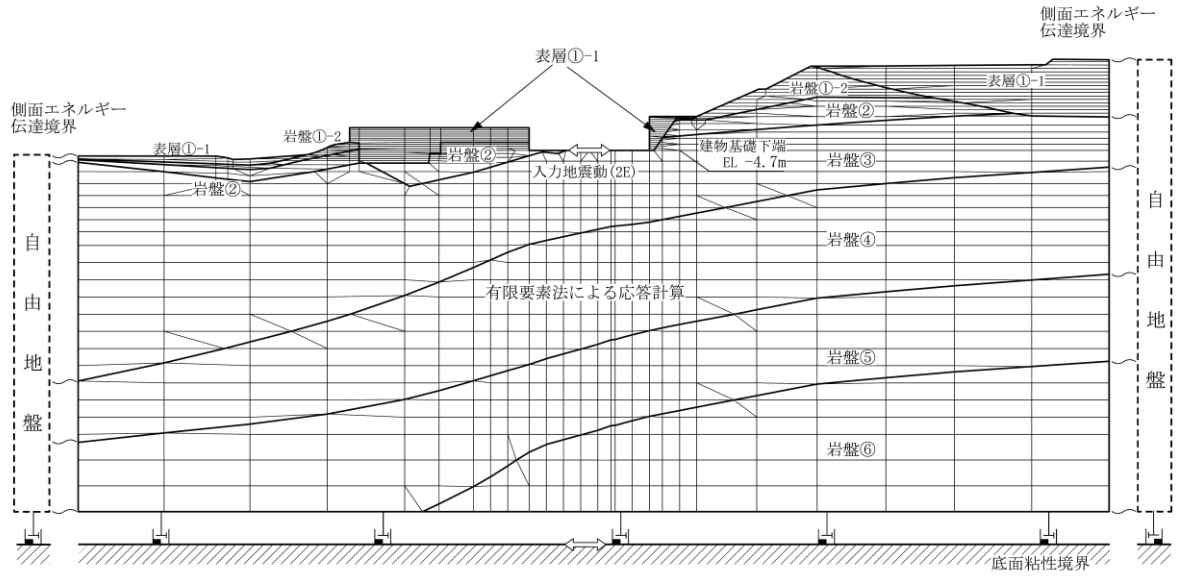 側面エネルギー
伝達境界
表層①-1
側面エネルギー
伝達境界
岩盤①-2
表層①-1
岩盤②
岩盤①-2
表層①-1
岩盤②
建物基礎下端
EL -4.7m
岩盤③
入力地震動(2E)
岩盤②
自由地盤
自由地盤
岩盤④
有限要素法による応答計算
岩盤⑤
岩盤⑥
底面粘性境界